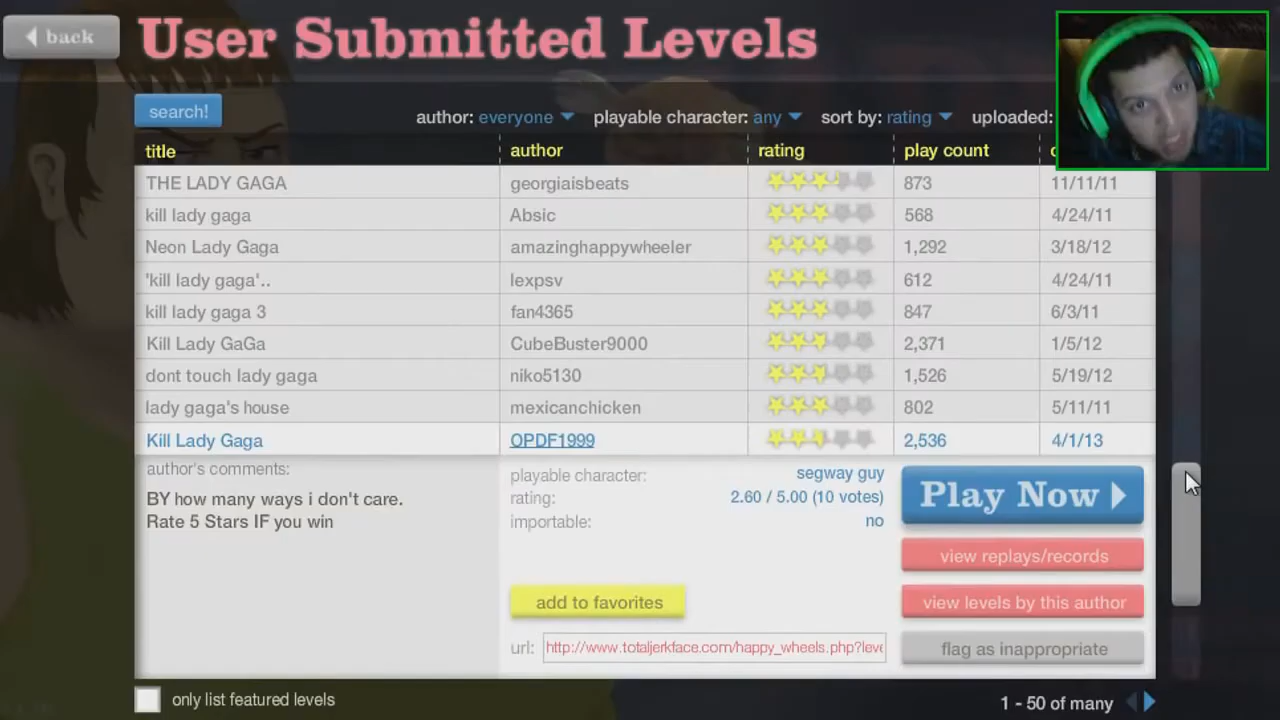 back
User Submitted Levels
search!
author: everyone playable character: any sort by: rating uploaded:
title author rating play count
THE LADY GAGA georgiaisbeats 873 11/11/11
kill lady gaga Absic 568 4/24/11
Neon Lady Gaga amazinghappywheeler 1,292 3/18/12
'kill lady gaga'.. lexpsv 612 4/24/11
kill lady gaga 3 fan4365 847 6/3/11
Kill Lady GaGa CubeBuster9000 2,371 1/5/12
dont touch lady gaga niko5130 1,526 5/19/12
lady gaga's house mexicanchicken 802 5/11/11
Kill Lady Gaga OPDF1999 2,536 4/1/13
author's comments:
BY how many ways i don't care.
Rate 5 Stars IF you win
playable character: segway guy
rating: 2.60 / 5.00 (10 votes)
importable: no
add to favorites
url: http://www.totaljerkface.com/happy_wheels.php?leve
Play Now
view replays/records
view levels by this author
flag as inappropriate
only list featured levels
1 - 50 of many